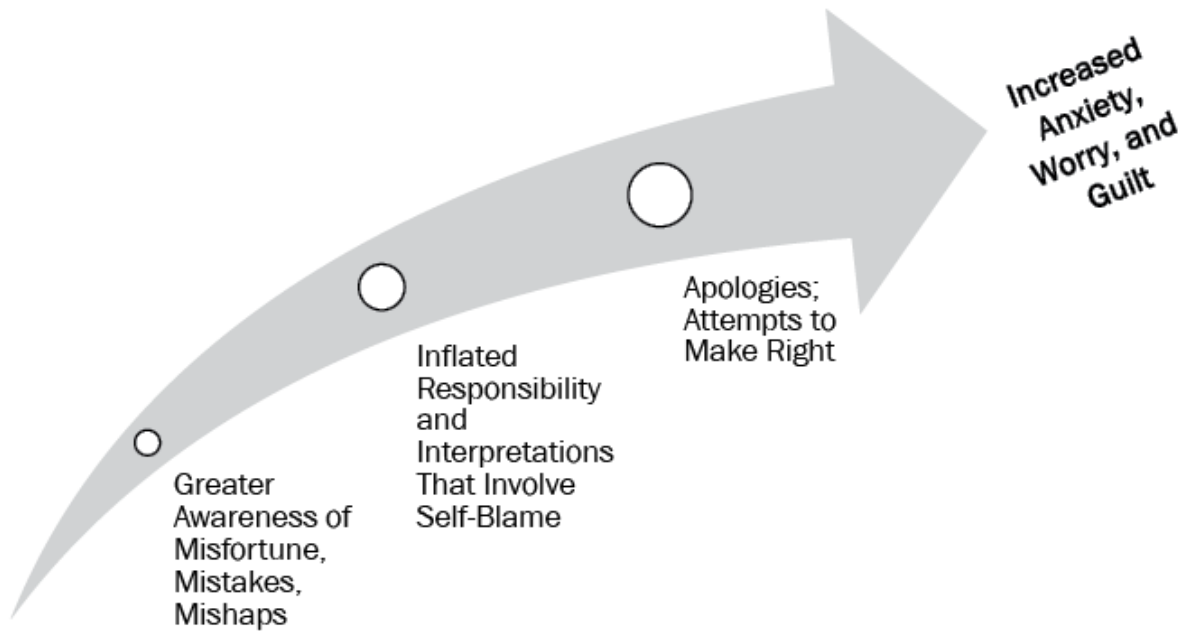 Greater
Awareness of
Misfortune,
Mistakes,
Mishaps
Inflated
Responsibility
and
Interpretations
That Involve
Self-Blame
Apologies;
Attempts to
Make Right
Increased
Anxiety,
Worry, and
Guilt